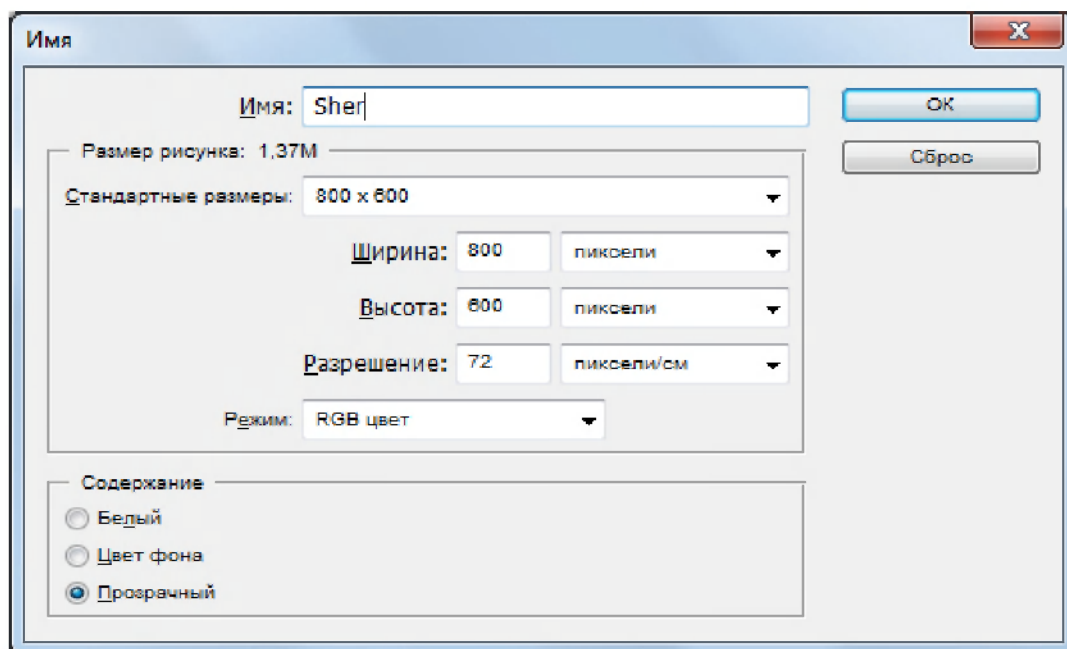 Имя
Имя: Sher
OK
Размер рисунка: 1,37M
Сброс
Стандартные размеры: 800 x 600
Ширина: 800 пиксели
Высота: 600 пиксели
Разрешение: 72 пиксели/см
Режим: RGB цвет
Содержание
Белый
Цвет фона
Прозрачный